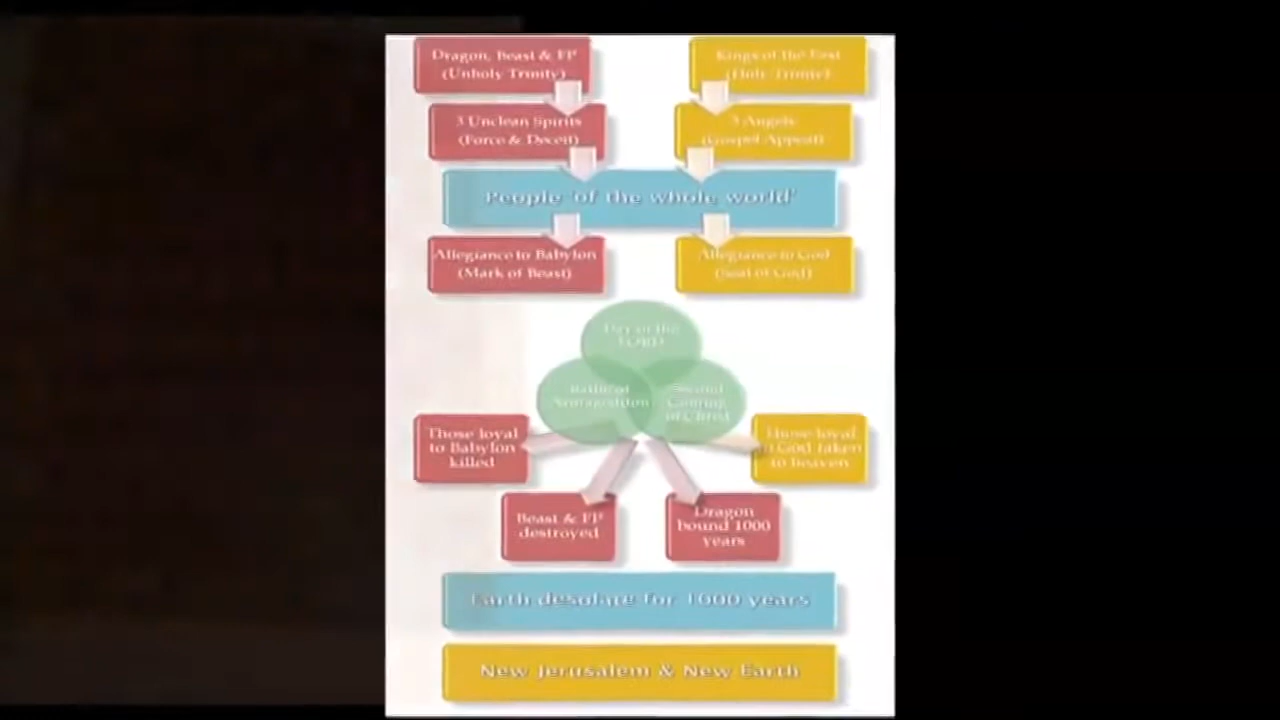 Dragon, Beast & FP
(Unholy Trinity)
Kings of the East
(Holy Trinity)
3 Unclean Spirits
(Force & Deceit)
3 Angels
(Gospel Appeal)
People 'of the whole world'
Allegiance to Babylon
(Mark of Beast)
Allegiance to God
(Seal of God)
Day of the
LORD
Battle of
Armageddon
Second
Coming
of Christ
Those loyal
to Babylon
killed
Those loyal
to God taken
to heaven
Beast & FP
destroyed
Dragon
bound 1000
years
Earth desolate for 1000 years
New Jerusalem & New Earth